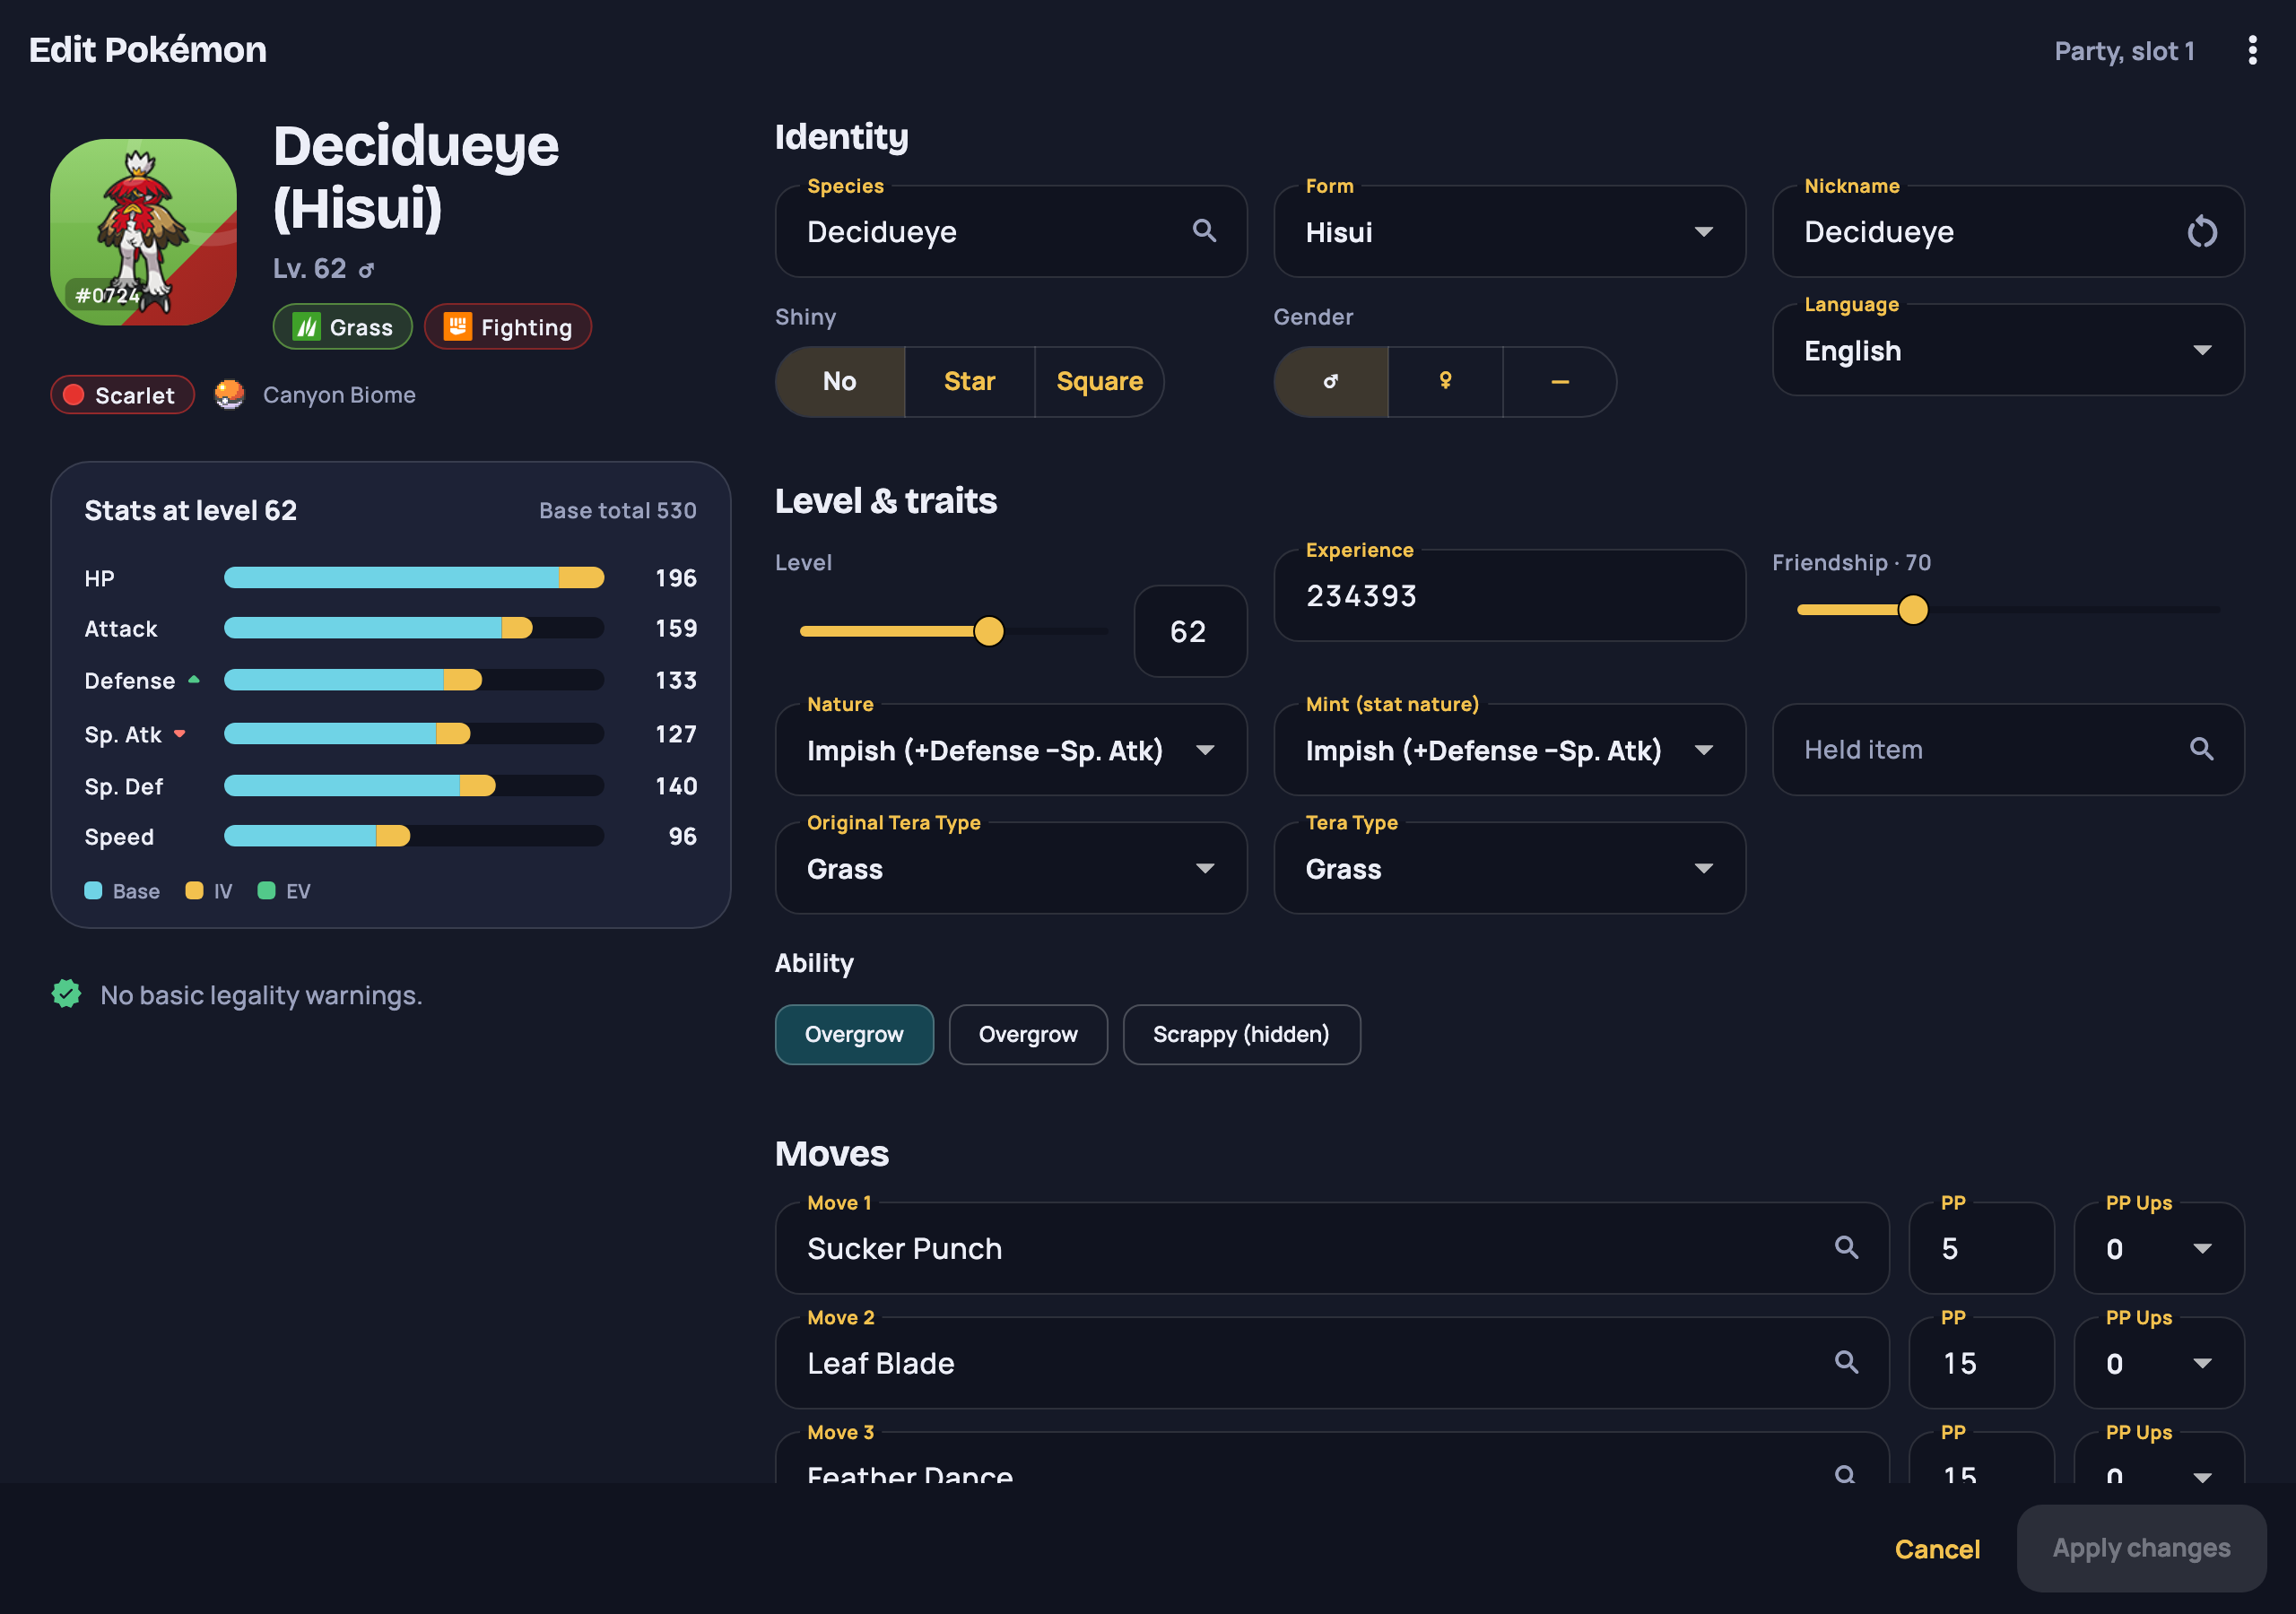 Edit Pokémon
Party, slot 1
Decidueye
(Hisui)
Lv. 62 ♂
#0724
Grass
Fighting
Scarlet
Canyon Biome
Stats at level 62
Base total 530
HP 196
Attack 159
Defense 133
Sp. Atk 127
Sp. Def 140
Speed 96
Base IV EV
No basic legality warnings.
Identity
Species
Decidueye
Form
Hisui
Nickname
Decidueye
Shiny
No Star Square
Gender
♂ ♀ –
Language
English
Level & traits
Level
62
Experience
234393
Friendship · 70
Nature
Impish (+Defense –Sp. Atk)
Mint (stat nature)
Impish (+Defense –Sp. Atk)
Held item
Original Tera Type
Grass
Tera Type
Grass
Ability
Overgrow
Overgrow
Scrappy (hidden)
Moves
Move 1
Sucker Punch
PP
5
PP Ups
0
Move 2
Leaf Blade
PP
15
PP Ups
0
Move 3
Feather Dance
PP
15
PP Ups
0
Cancel
Apply changes